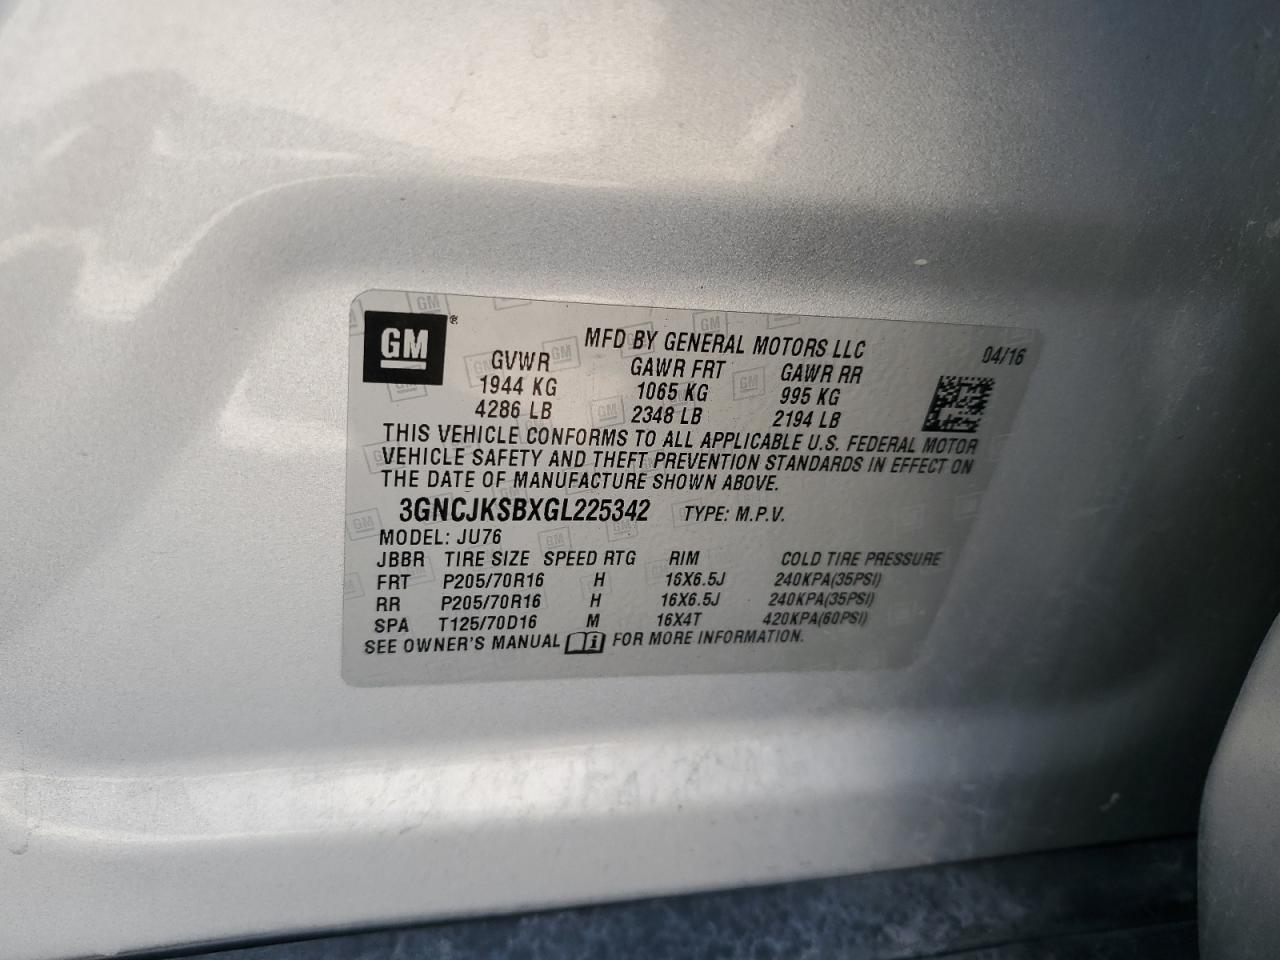 GM ®
MFD BY GENERAL MOTORS LLC 04/16
GVWR GAWR FRT GAWR RR
1944 KG 1065 KG 995 KG
4286 LB 2348 LB 2194 LB
THIS VEHICLE CONFORMS TO ALL APPLICABLE U.S. FEDERAL MOTOR
VEHICLE SAFETY AND THEFT PREVENTION STANDARDS IN EFFECT ON
THE DATE OF MANUFACTURE SHOWN ABOVE.
3GNCJKSBXGL225342 TYPE: M.P.V.
MODEL: JU76
JBBR TIRE SIZE SPEED RTG RIM COLD TIRE PRESSURE
FRT P205/70R16 H 16X6.5J 240KPA(35PSI)
RR P205/70R16 H 16X6.5J 240KPA(35PSI)
SPA T125/70D16 M 16X4T 420KPA(60PSI)
SEE OWNER'S MANUAL i FOR MORE INFORMATION.